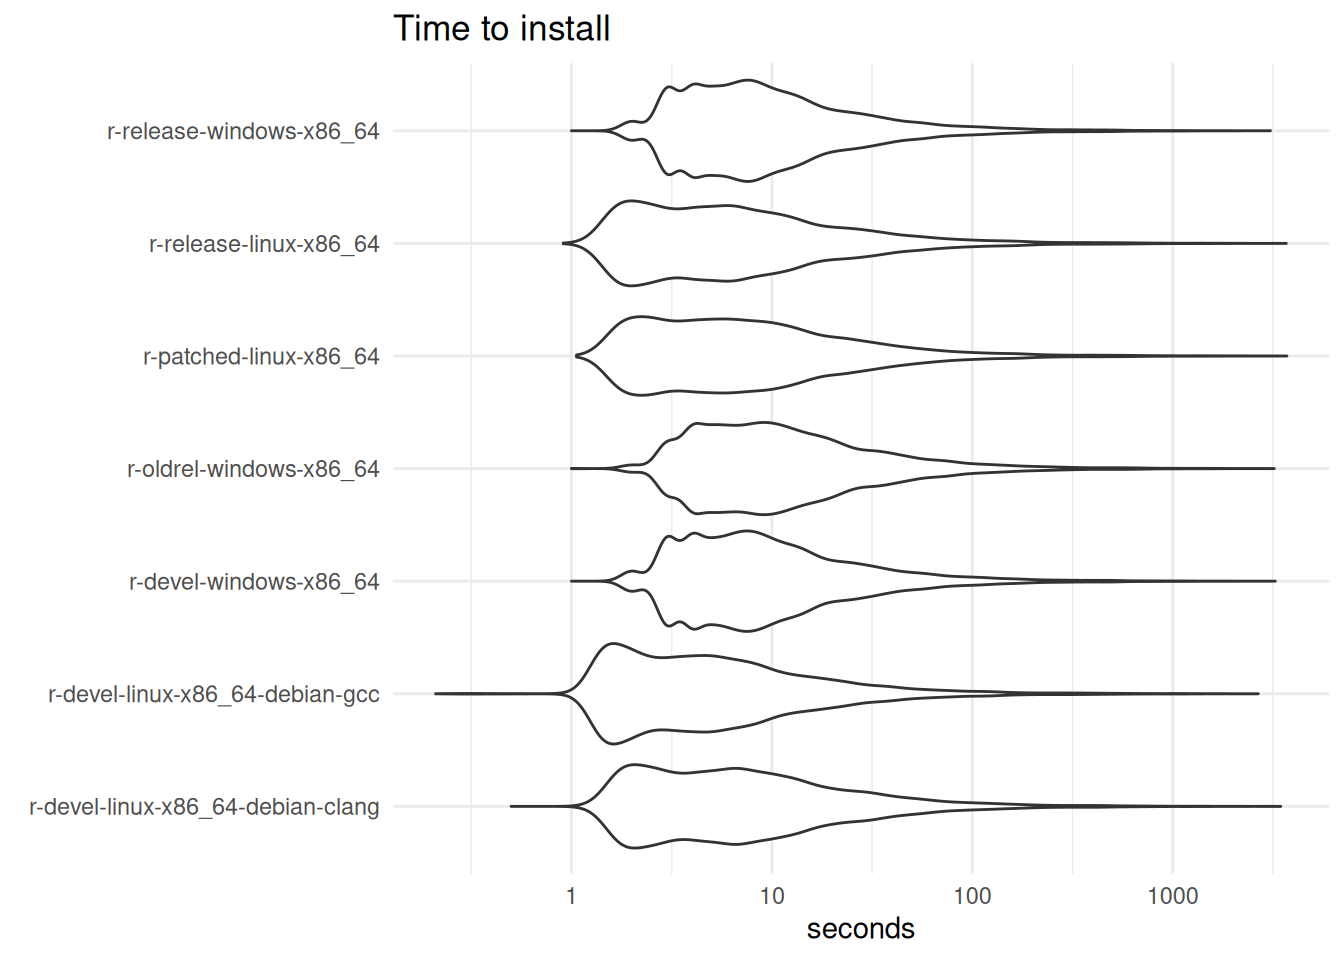 Time to install
r-release-windows-x86_64
r-release-linux-x86_64
r-patched-linux-x86_64
r-oldrel-windows-x86_64
r-devel-windows-x86_64
r-devel-linux-x86_64-debian-gcc
r-devel-linux-x86_64-debian-clang
1 10 100 1000
seconds